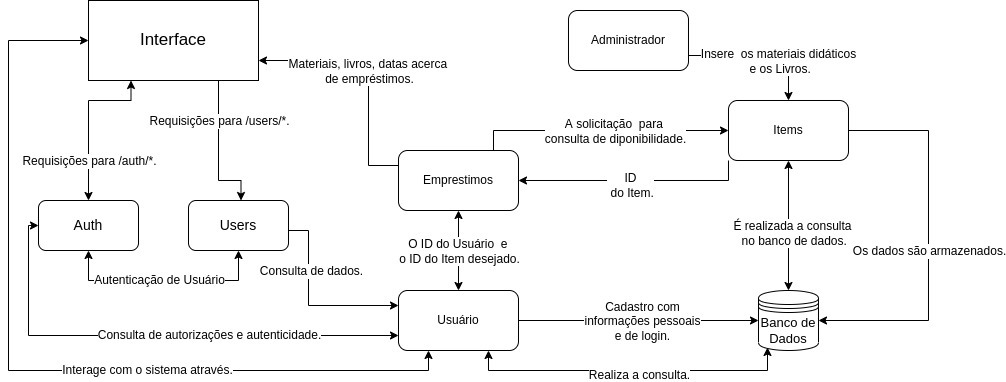 Interface
Administrador
Insere  os materiais didáticos
e os Livros.
Materiais, livros, datas acerca
de empréstimos.
Requisições para /users/*.
A solicitação  para
consulta de diponibilidade.
Items
Requisições para /auth/*.
Emprestimos
ID
do Item.
Auth
Users
É realizada a consulta
no banco de dados.
O ID do Usuário  e
o ID do Item desejado.
Os dados são armazenados.
Consulta de dados.
Autenticação de Usuário
Usuário
Cadastro com
informações pessoais
e de login.
Banco de
Dados
Consulta de autorizações e autenticidade.
Interage com o sistema através.
Realiza a consulta.